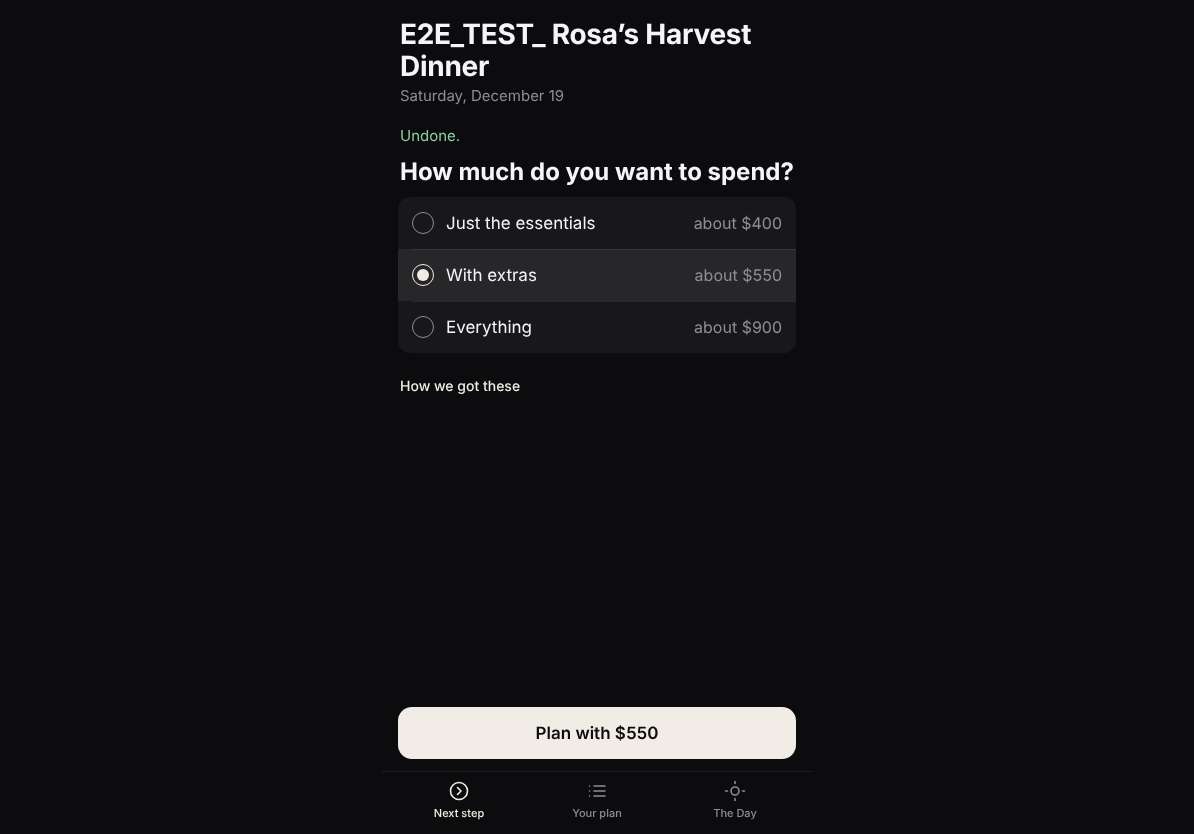 E2E_TEST_ Rosa’s Harvest
Dinner
Saturday, December 19
Undone.
How much do you want to spend?
Just the essentials about $400
With extras about $550
Everything about $900
How we got these
Plan with $550
Next step Your plan The Day